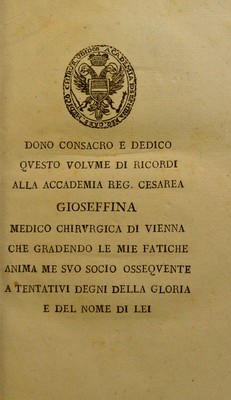 DONO CONSACRO E DEDICO
QVESTO VOLVME DI RICORDI
ALLA ACCADEMIA REG. CESAREA
GIOSEFFINA
MEDICO CHIRVRGICA DI VIENNA
CHE GRADENDO LE MIE FATICHE
ANIMA ME SVO SOCIO OSSEQVENTE
A TENTATIVI DEGNI DELLA GLORIA
E DEL NOME DI LEI